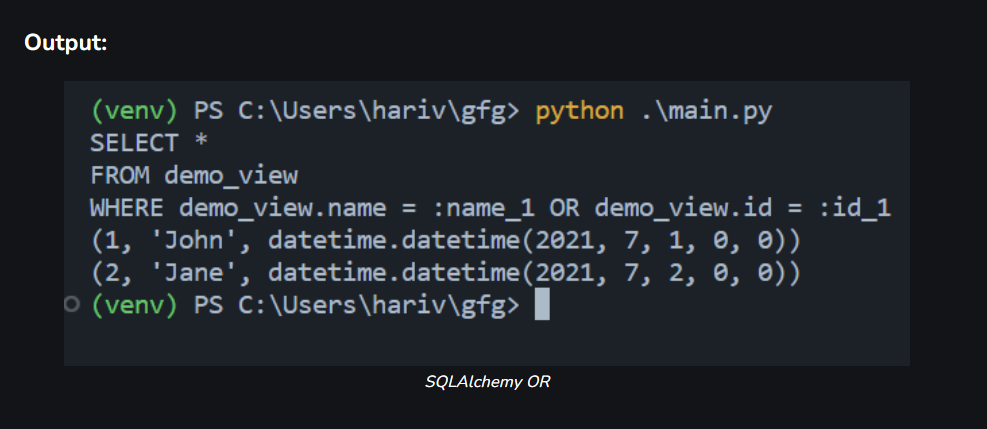 Output:
(venv) PS C:\Users\hariv\gfg> python .\main.py
SELECT *
FROM demo_view
WHERE demo_view.name = :name_1 OR demo_view.id = :id_1
(1, 'John', datetime.datetime(2021, 7, 1, 0, 0))
(2, 'Jane', datetime.datetime(2021, 7, 2, 0, 0))
(venv) PS C:\Users\hariv\gfg>
SQLAlchemy OR